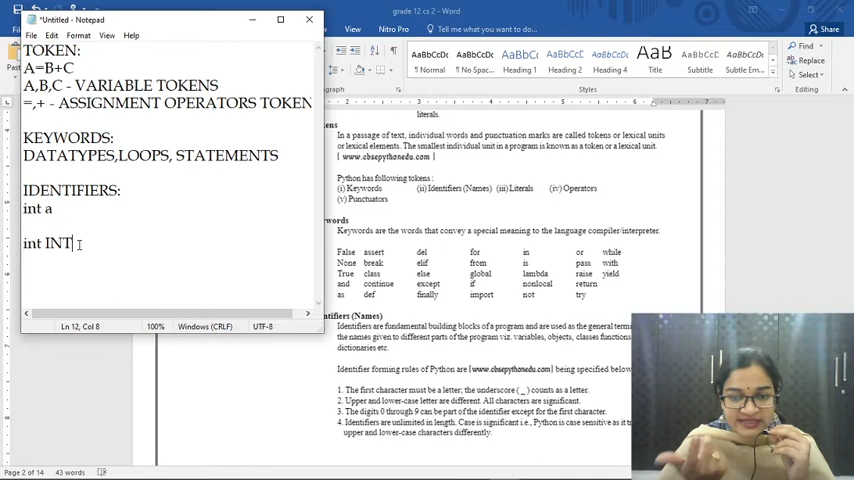 grade 12 cs 2 - Word
*Untitled - Notepad
File Edit Format View Help
TOKEN:
A=B+C
A,B,C - VARIABLE TOKENS
=,+ - ASSIGNMENT OPERATORS TOKEN
KEYWORDS:
DATATYPES,LOOPS, STATEMENTS
IDENTIFIERS:
int a
int INT
Ln 12, Col 8 100% Windows (CRLF) UTF-8
View Help Nitro Pro Tell me what you want to do... Share
AaBbCcDc AaBbCcDc AaBbCc AaBbCcD AaB AaBbCcDc AaBbCcDc
¶ Normal ¶ No Spac... Heading 1 Heading 2 Title Subtitle Subtle Em...
Find
Replace
Select
Styles Editing
literals.
kens
In a passage of text, individual words and punctuation marks are called tokens or lexical units
or lexical elements. The smallest individual unit in a program is known as a token or a lexical unit.
[ www.cbsepythonedu.com ]
Python has following tokens :
(i) Keywords (ii) Identifiers (Names) (iii) Literals (iv) Operators
(v) Punctuators
words
Keywords are the words that convey a special meaning to the language compiler/interpreter.
False assert del for in or while
None break elif from is pass with
True class else global lambda raise yield
and continue except if nonlocal return
as def finally import not try
ntifiers (Names)
Identifiers are fundamental building blocks of a program and are used as the general term
the names given to different parts of the program viz. variables, objects, classes functions
dictionaries etc.
Identifier forming rules of Python are [ www.cbsepythonedu.com ] being specified below
1. The first character must be a letter; the underscore ( _ ) counts as a letter.
2. Upper and lower-case letter are different. All characters are significant.
3. The digits 0 through 9 can be part of the identifier except for the first character.
4. Identifiers are unlimited in length. Case is significant i.e., Python is case sensitive as it t
upper and lower-case characters differently.
Page 2 of 14 43 words